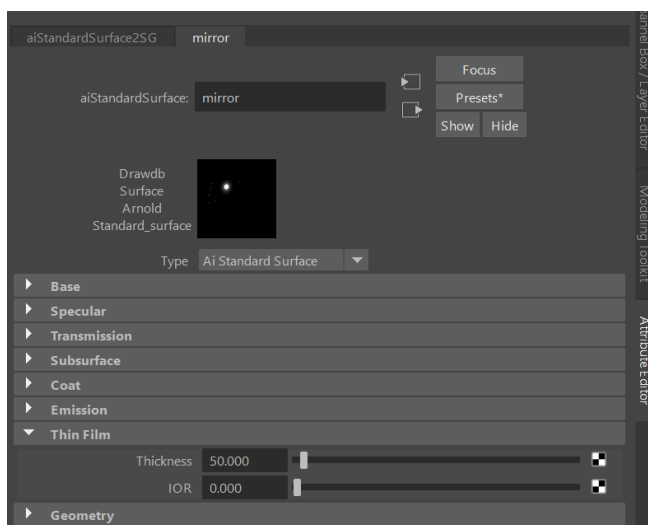 aiStandardSurface2SG mirror
Focus
aiStandardSurface: mirror Presets*
Show Hide
Drawdb
Surface
Arnold
Standard_surface
Type Ai Standard Surface
Base
Specular
Transmission
Subsurface
Coat
Emission
Thin Film
Thickness 50.000
IOR 0.000
Geometry
annel Box / Layer Editor
Modeling Toolkit
Attribute Editor